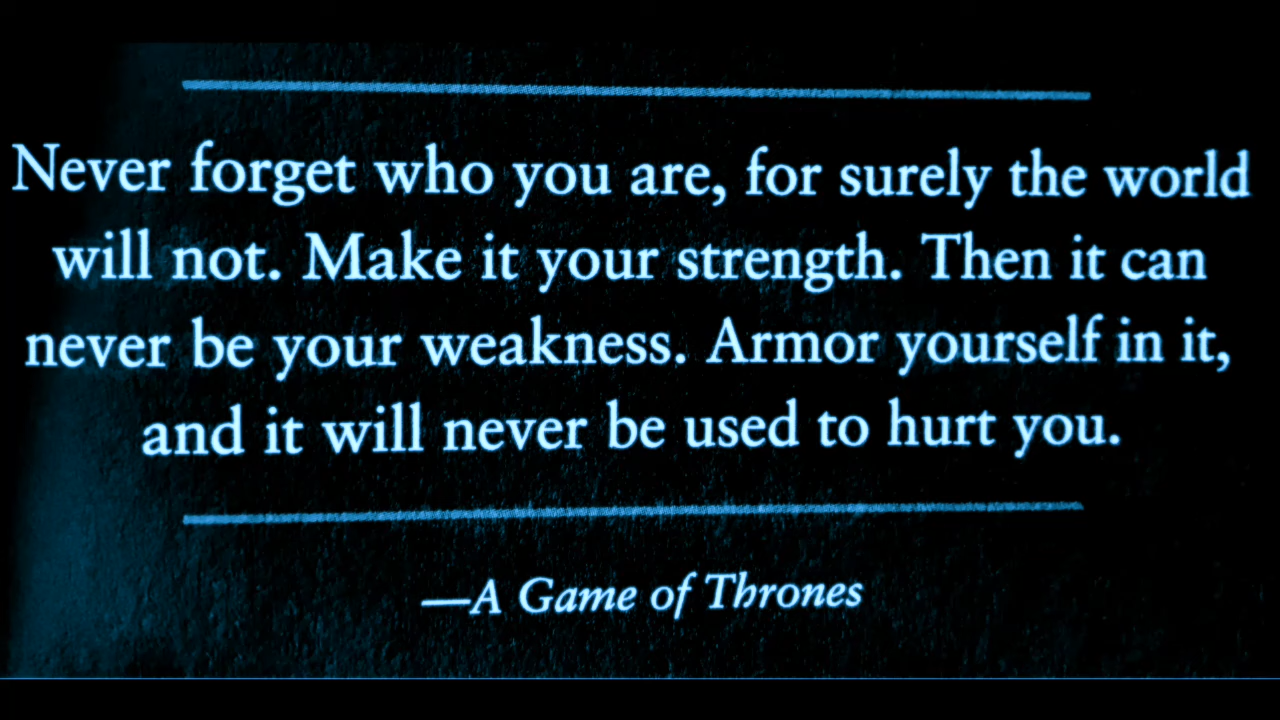 Never forget who you are, for surely the world
will not. Make it your strength. Then it can
never be your weakness. Armor yourself in it,
and it will never be used to hurt you.
—A Game of Thrones